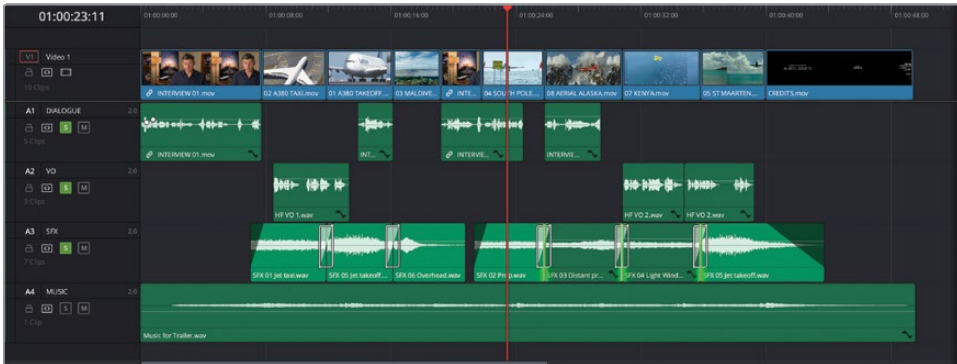 01:00:23:11
01:00:00:00 01:00:08:00 01:00:16:00 01:00:24:00 01:00:32:00 01:00:40:00 01:00:48:00
V1 Video 1
10 Clips
INTERVIEW 01.mov 02 A380 TAXI.mov 01 A380 TAKEOFF.... 03 MALDIVE... INTE... 04 SOUTH POLE.... 08 AERIAL ALASKA.mov 07 KENYA.mov 05 ST MAARTEN.... CREDITS.mov
A1 DIALOGUE 2.0
S M
5 Clips
INTERVIEW 01.mov INT... INTERVIE... INTERVIE...
A2 VO 2.0
S M
3 Clips
HF VO 1.wav HF VO 2.wav HF VO 2.wav
A3 SFX 2.0
S M
7 Clips
SFX 01 Jet taxi.wav SFX 05 Jet takeoff.... SFX 06 Overhead.wav SFX 02 Prop.wav SFX 03 Distant pr... SFX 04 Light Wind... SFX 05 Jet takeoff.wav
A4 MUSIC 2.0
S M
1 Clip
Music for Trailer.wav